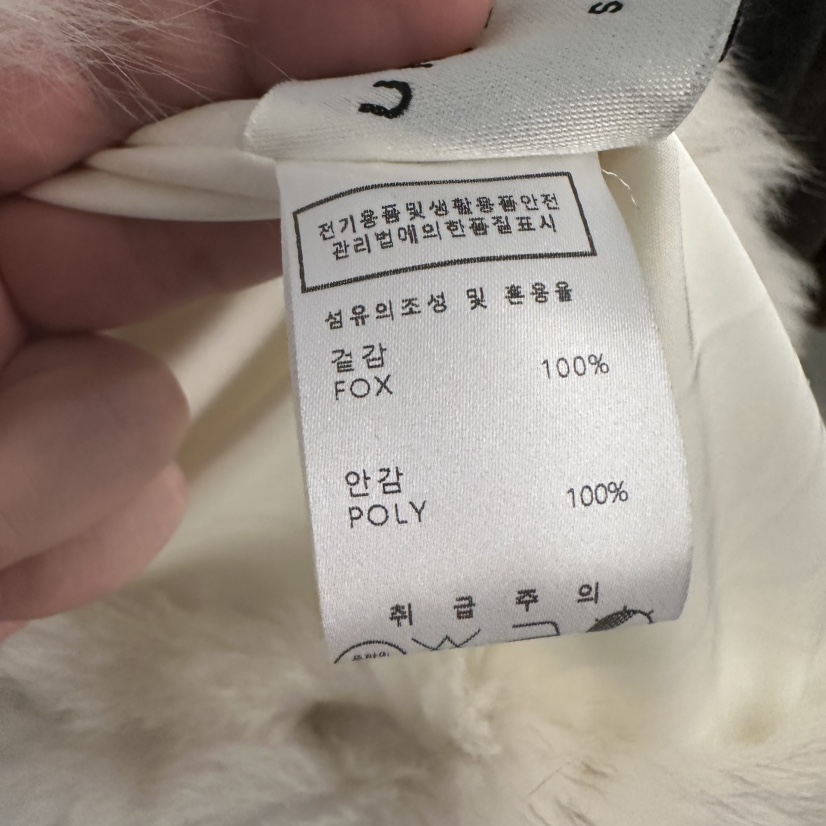 전기용품및생활용품안전
관리법에의한품질표시
섬유의조성 및 혼용율
겉감
FOX 100%
안감
POLY 100%
취급주의